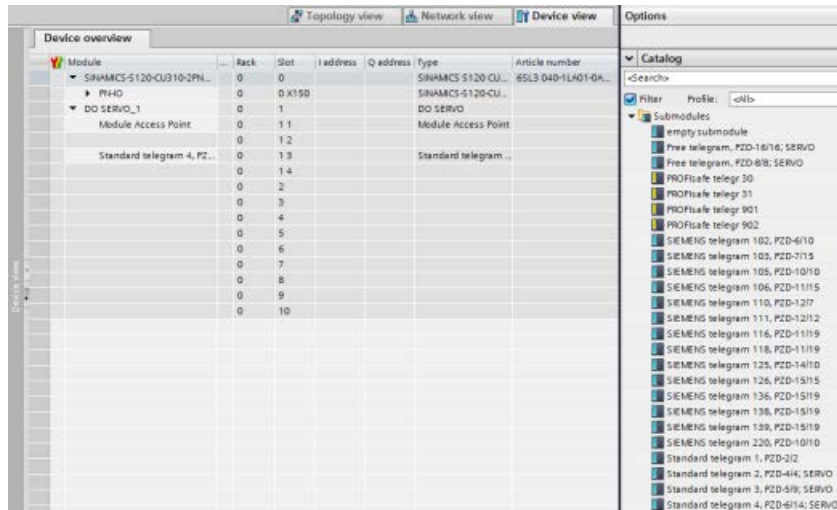 Topology view Network view Device view Options
Device overview
Module ... Rack Slot I address Q address Type Article number
SINAMICS-S120-CU310-2PN... 0 0 SINAMICS S120 CU... 6SL3 040-1LA01-0A...
PN-IO 0 0 X150 SINAMICS-S120-CU...
DO SERVO_1 0 1 DO SERVO
Module Access Point 0 1 1 Module Access Point
0 1 2
Standard telegram 4, PZ... 0 1 3 Standard telegram ...
0 1 4
0 2
0 3
0 4
0 5
0 6
0 7
0 8
0 9
0 10
Device view
Catalog
<Search>
Filter Profile: <All>
Submodules
empty submodule
Free telegram, PZD-16/16; SERVO
Free telegram, PZD-8/8; SERVO
PROFIsafe telegr 30
PROFIsafe telegr 31
PROFIsafe telegr 901
PROFIsafe telegr 902
SIEMENS telegram 102, PZD-6/10
SIEMENS telegram 103, PZD-7/15
SIEMENS telegram 105, PZD-10/10
SIEMENS telegram 106, PZD-11/15
SIEMENS telegram 110, PZD-12/7
SIEMENS telegram 111, PZD-12/12
SIEMENS telegram 116, PZD-11/19
SIEMENS telegram 118, PZD-11/19
SIEMENS telegram 125, PZD-14/10
SIEMENS telegram 126, PZD-15/15
SIEMENS telegram 136, PZD-15/19
SIEMENS telegram 138, PZD-15/19
SIEMENS telegram 139, PZD-15/19
SIEMENS telegram 220, PZD-10/10
Standard telegram 1, PZD-2/2
Standard telegram 2, PZD-4/4; SERVO
Standard telegram 3, PZD-5/9; SERVO
Standard telegram 4, PZD-6/14; SERVO